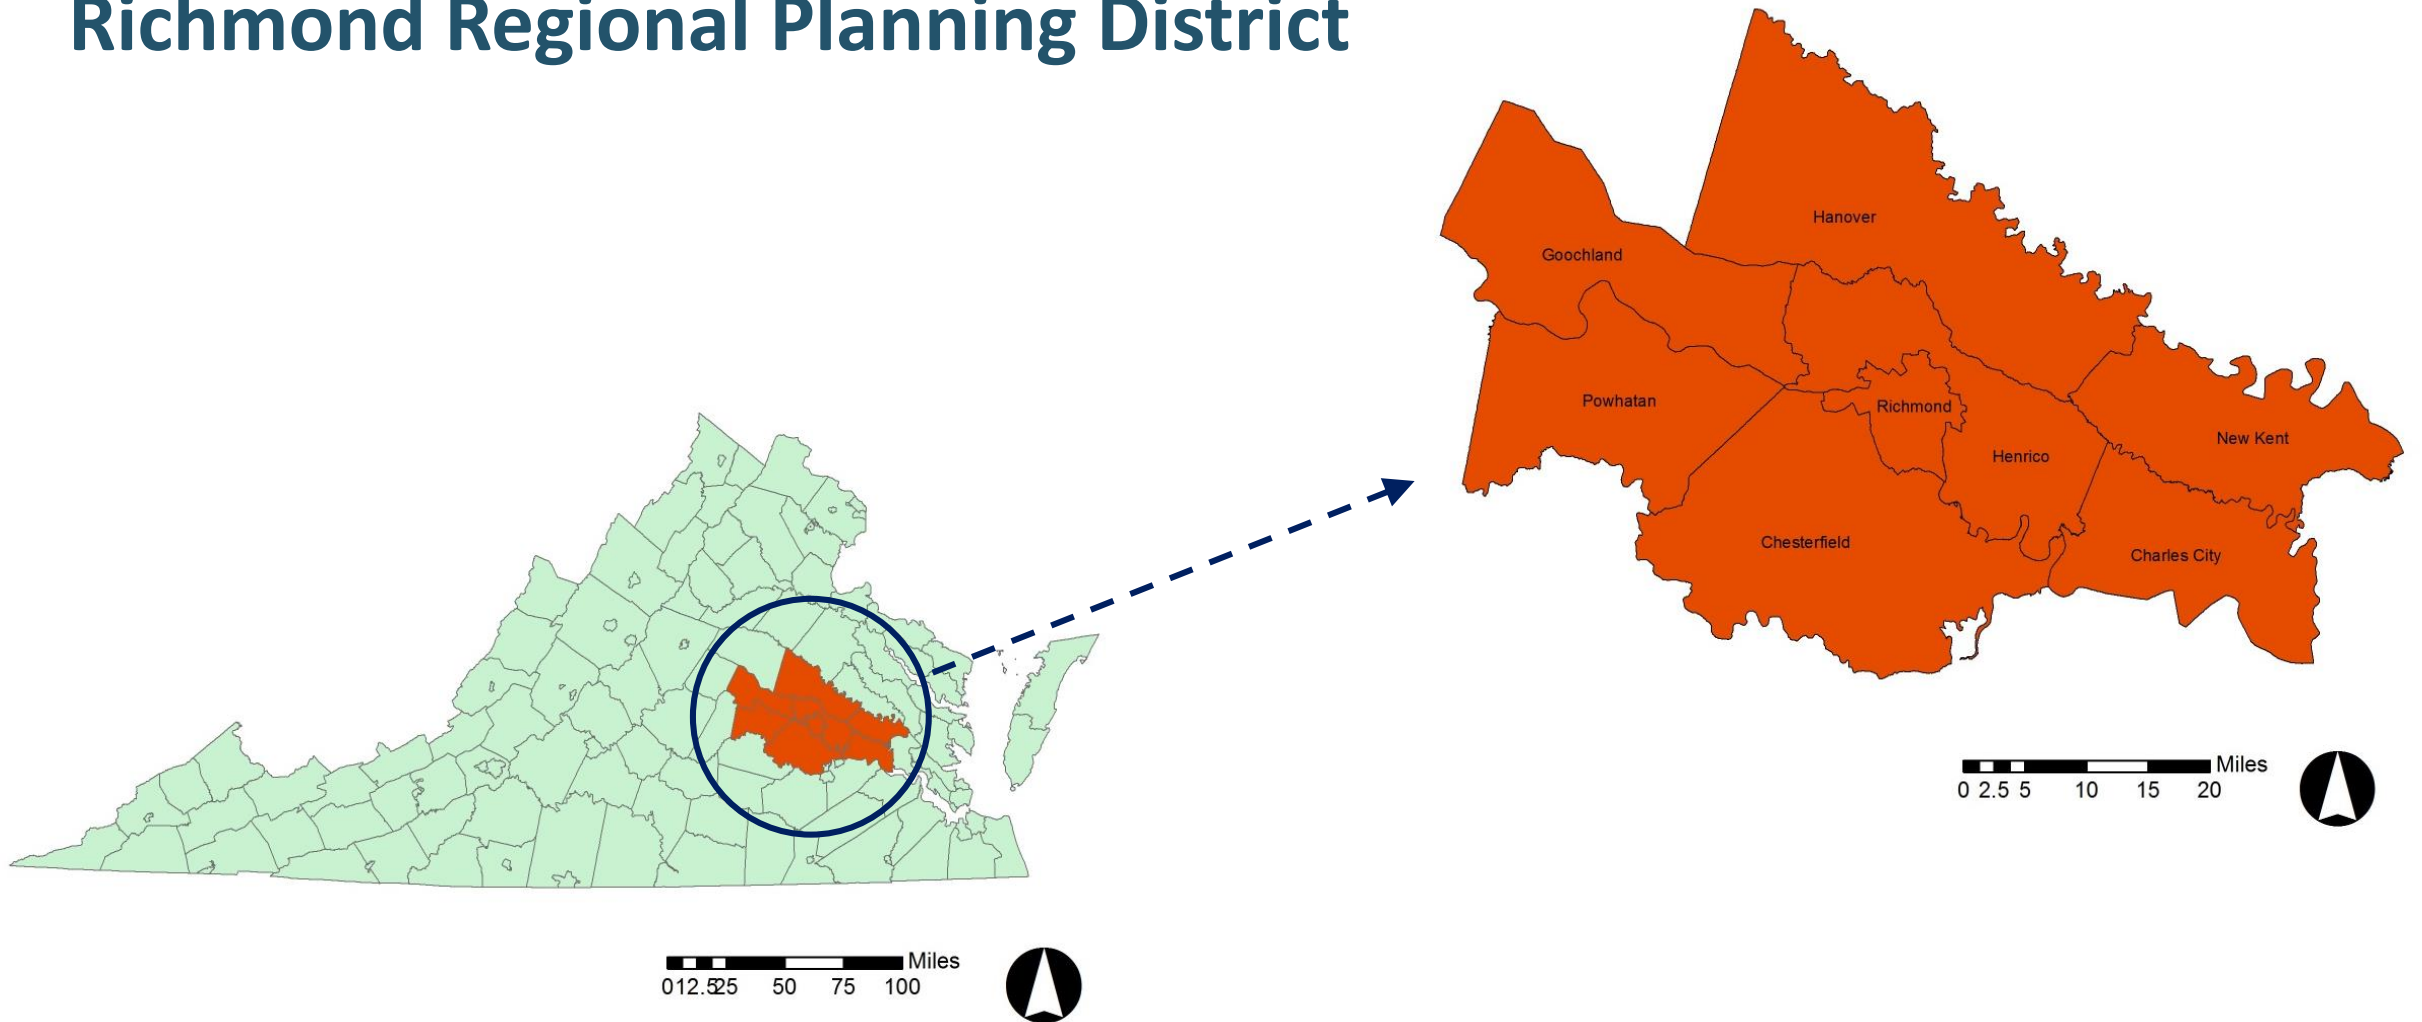 Richmond Regional Planning District
Hanover
Goochland
Powhatan
Richmond
New Kent
Henrico
Chesterfield
Charles City
Miles
0 2.5 5 10 15 20
Miles
012.525 50 75 100